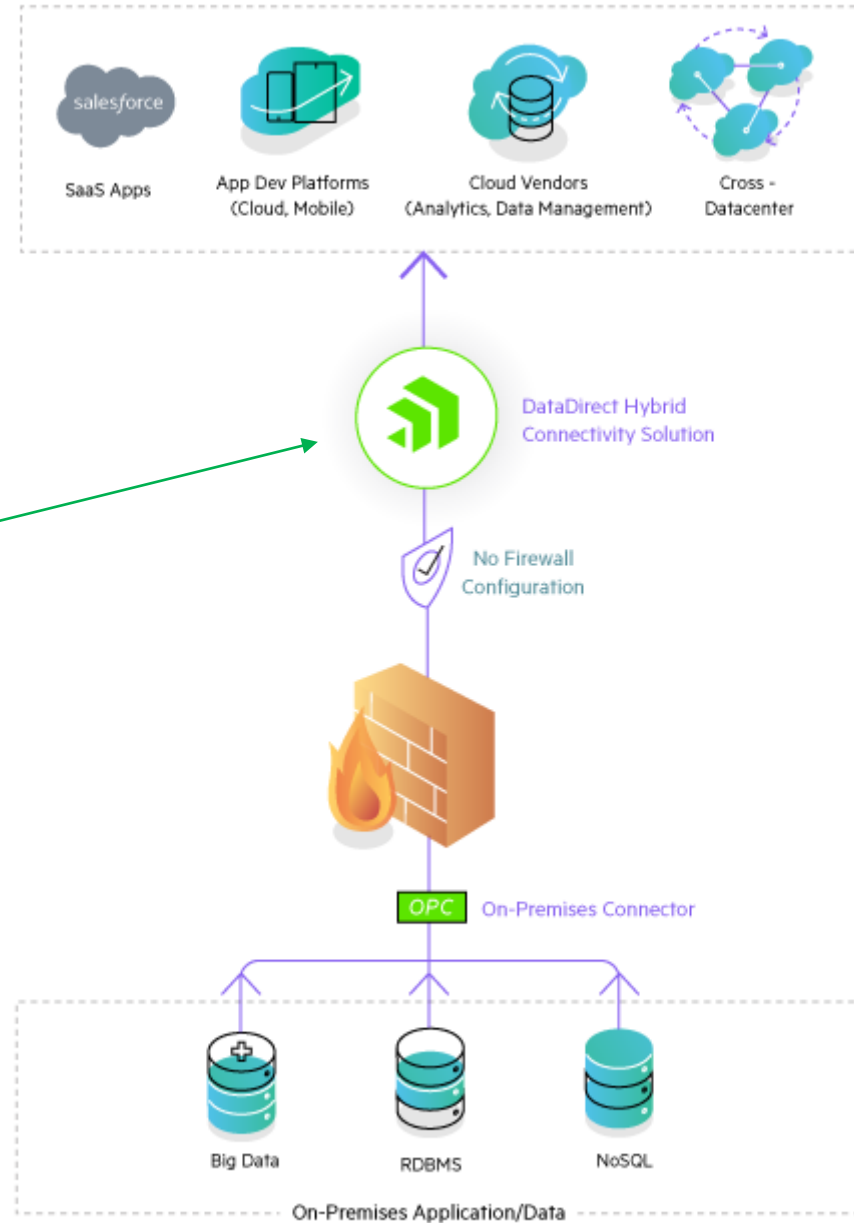 salesforce
SaaS Apps
App Dev Platforms
(Cloud, Mobile)
Cloud Vendors
(Analytics, Data Management)
Cross -
Datacenter
DataDirect Hybrid
Connectivity Solution
No Firewall
Configuration
OPC
On-Premises Connector
Big Data
RDBMS
NoSQL
On-Premises Application/Data